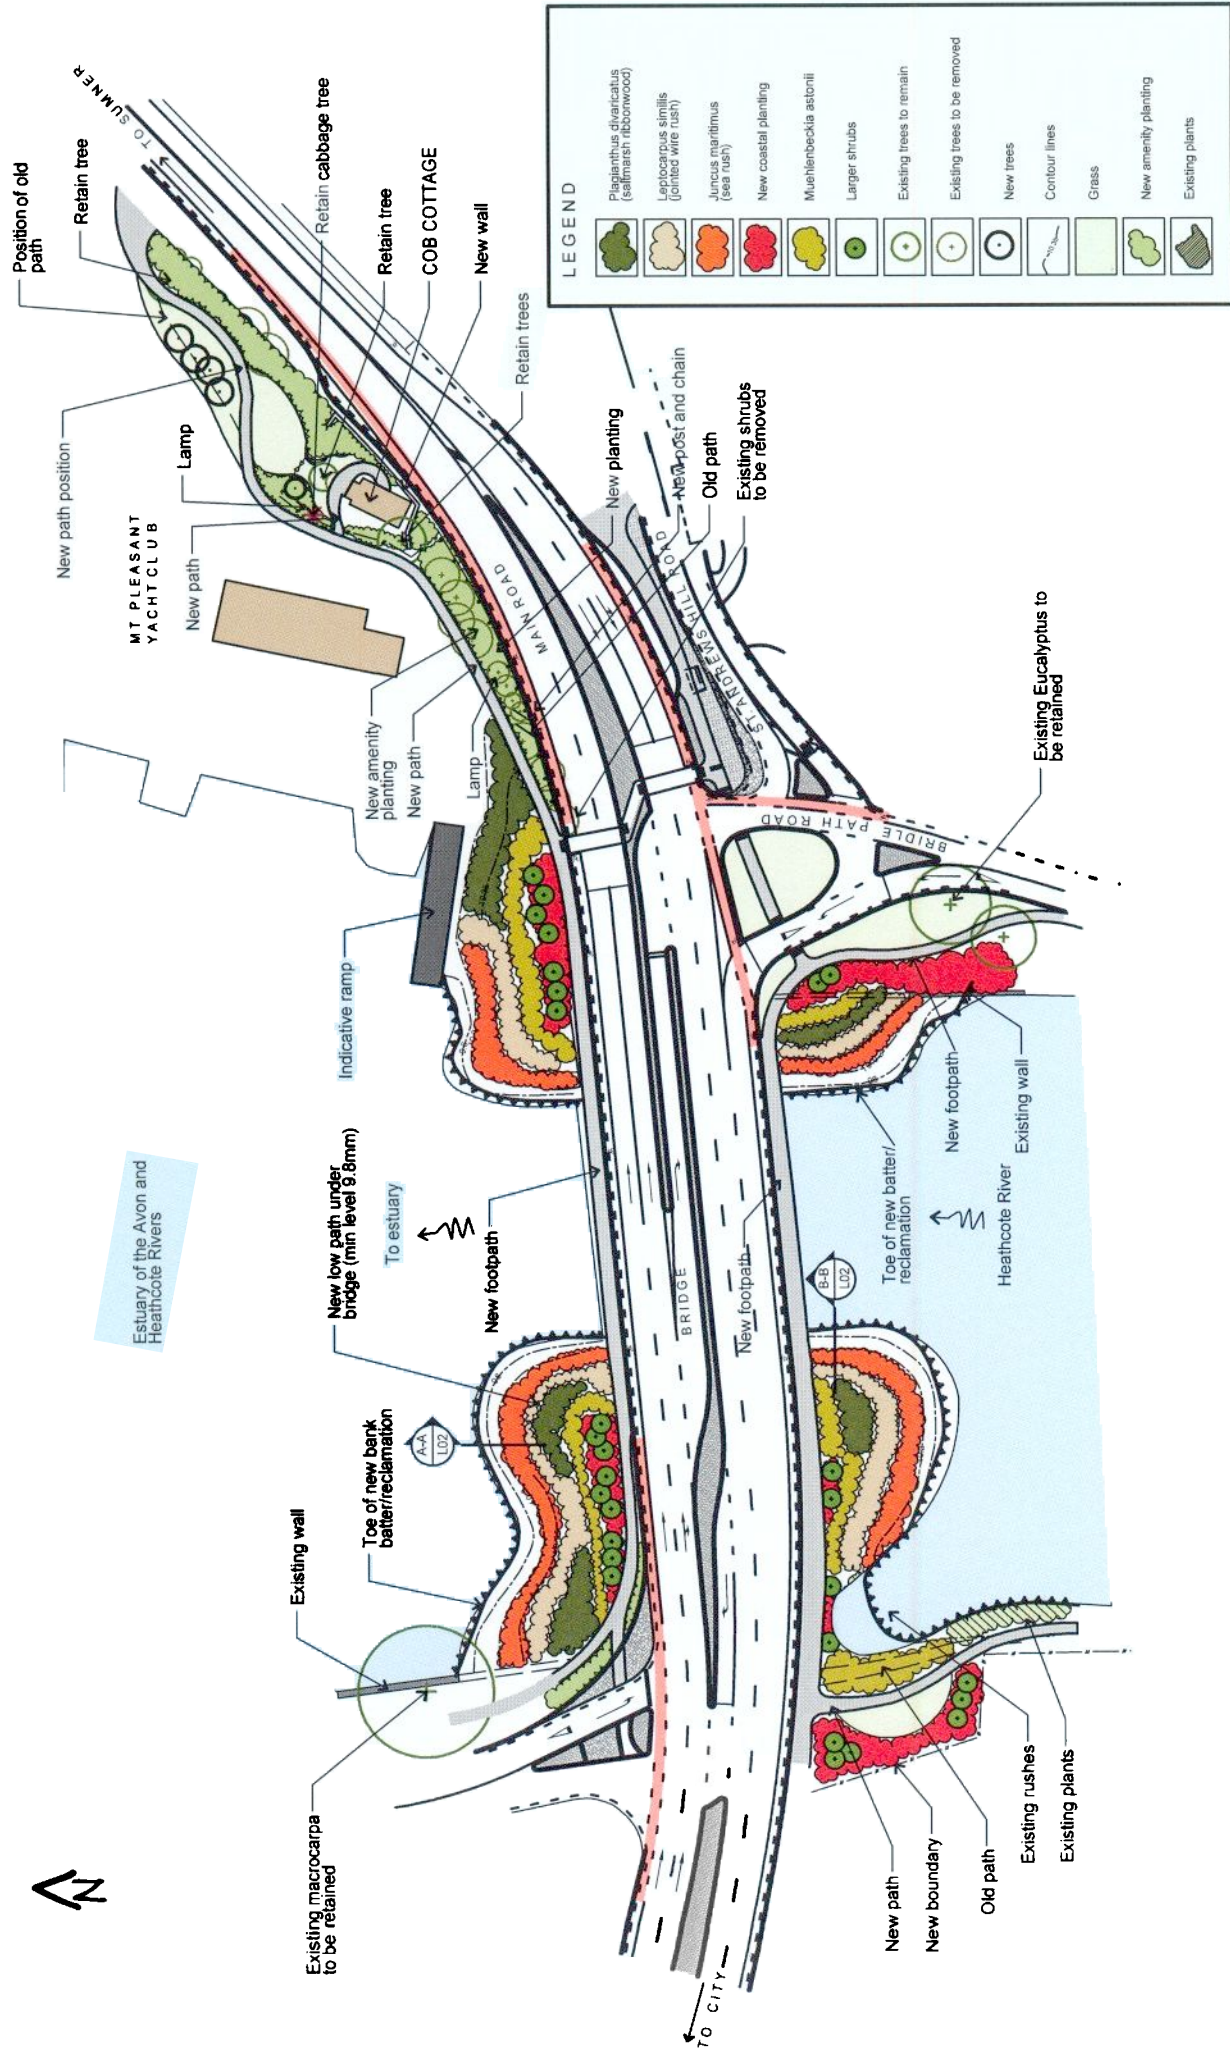 TO SUMNER
Position of old
path
Retain tree
Retain cabbage tree
Retain tree
COB COTTAGE
New wall
Retain trees
New path position
Lamp
MT PLEASANT
YACHTCLUB
New path
MAIN ROAD
New planting
New post and chain
Old path
Existing shrubs
to be removed
ST. ANDREWS HILL ROAD
New amenity
planting
New path
Lamp
BRIDLE PATH ROAD
Existing Eucalyptus to
be retained
Indicative ramp
Estuary of the Avon and
Heathcote Rivers
New low path under
bridge (min level 9.8mm)
To estuary
New footpath
BRIDGE
New footpath
B-B
L02
Toe of new batter/
reclamation
New footpath
Existing wall
Heathcote River
Existing wall
Toe of new bank
batter/reclamation
A-A
L02
Existing macrocarpa
to be retained
N
TO CITY
New path
New boundary
Old path
Existing rushes
Existing plants
LEGEND
Plagianthus divaricatus
(saltmarsh ribbonwood)
Leptocarpus similis
(jointed wire rush)
Juncus maritimus
(sea rush)
New coastal planting
Muehlenbeckia astonii
Larger shrubs
Existing trees to remain
Existing trees to be removed
New trees
Contour lines
Grass
New amenity planting
Existing plants